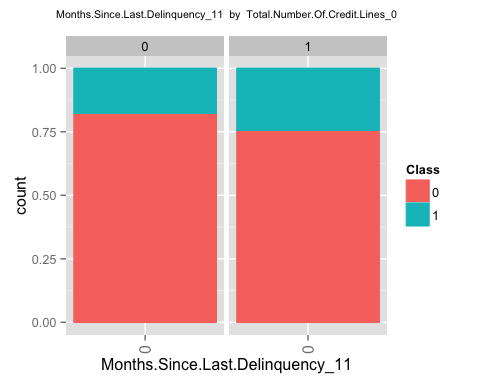 Months.Since.Last.Delinquency_11 by Total.Number.Of.Credit.Lines_0
0 1
1.00
0.75
0.50
0.25
0.00
count
0 0
Months.Since.Last.Delinquency_11
Class
0
1